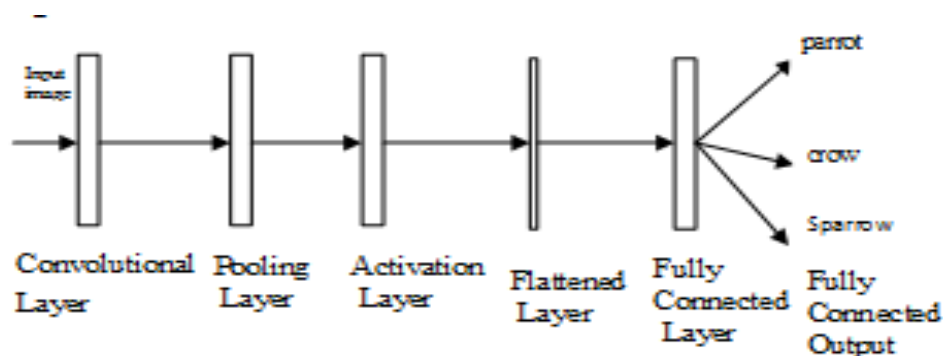 Input
image
parrot
crow
Sparrow
Convolutional
Layer
Pooling
Layer
Activation
Layer
Flattened
Layer
Fully
Connected
Layer
Fully
Connected
Output